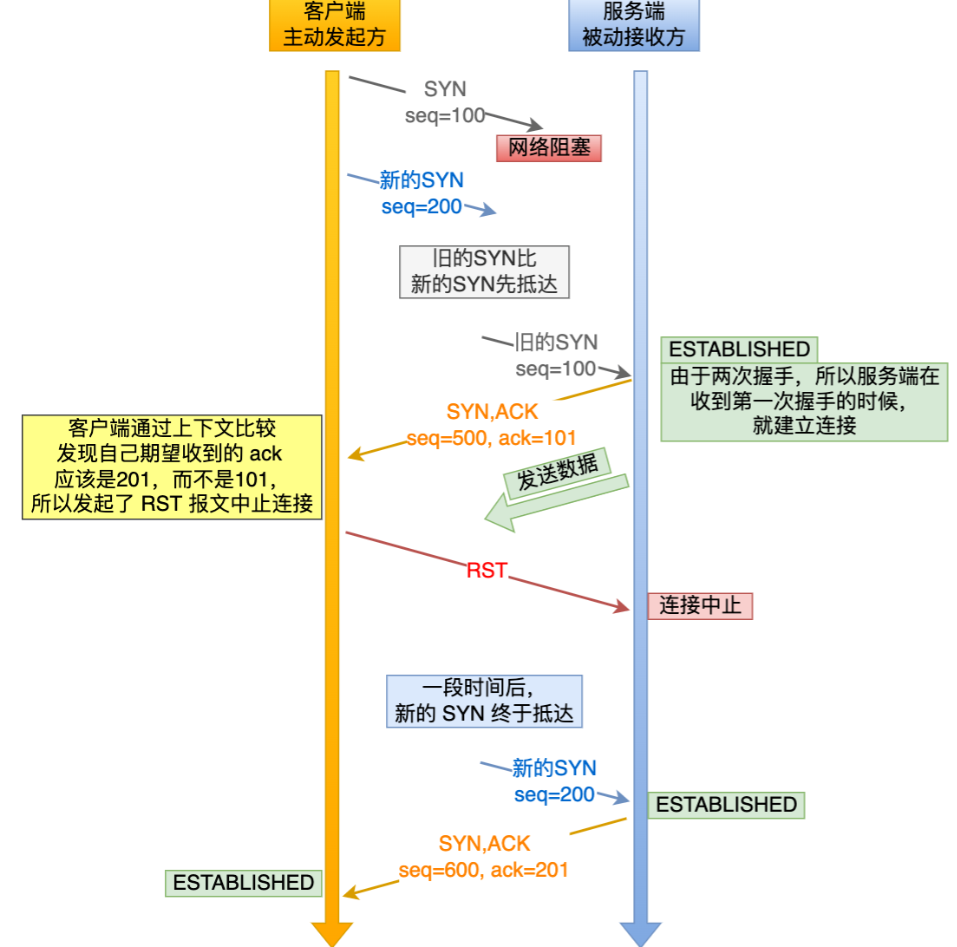 客户端
主动发起方
服务端
被动接收方
SYN
seq=100
网络阻塞
新的SYN
seq=200
旧的SYN比
新的SYN先抵达
旧的SYN
seq=100
ESTABLISHED
由于两次握手，所以服务端在
收到第一次握手的时候，
就建立连接
SYN,ACK
seq=500, ack=101
客户端通过上下文比较
发现自己期望收到的 ack
应该是201，而不是101，
所以发起了 RST 报文中止连接
发送数据
RST
连接中止
一段时间后，
新的 SYN 终于抵达
新的SYN
seq=200
ESTABLISHED
SYN,ACK
seq=600, ack=201
ESTABLISHED